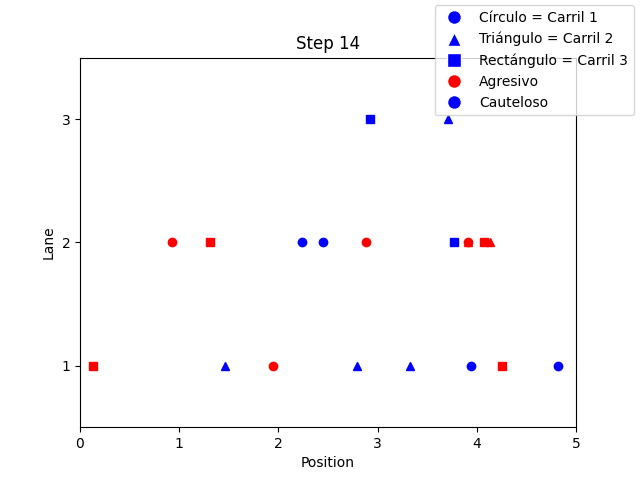 Step 14
Círculo = Carril 1
Triángulo = Carril 2
Rectángulo = Carril 3
Agresivo
Cauteloso
Lane
3
2
1
0 1 2 3 4 5
Position